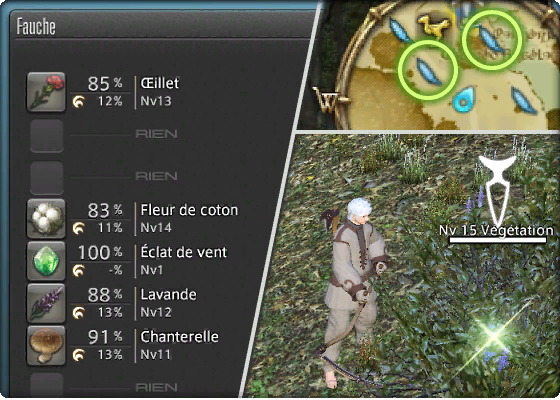 Fauche
85% Œillet
12% Nv13
RIEN
RIEN
83% Fleur de coton
11% Nv14
100% Éclat de vent
-% Nv1
88% Lavande
13% Nv12
91% Chanterelle
13% Nv11
RIEN
W
Nv 15 Végétation